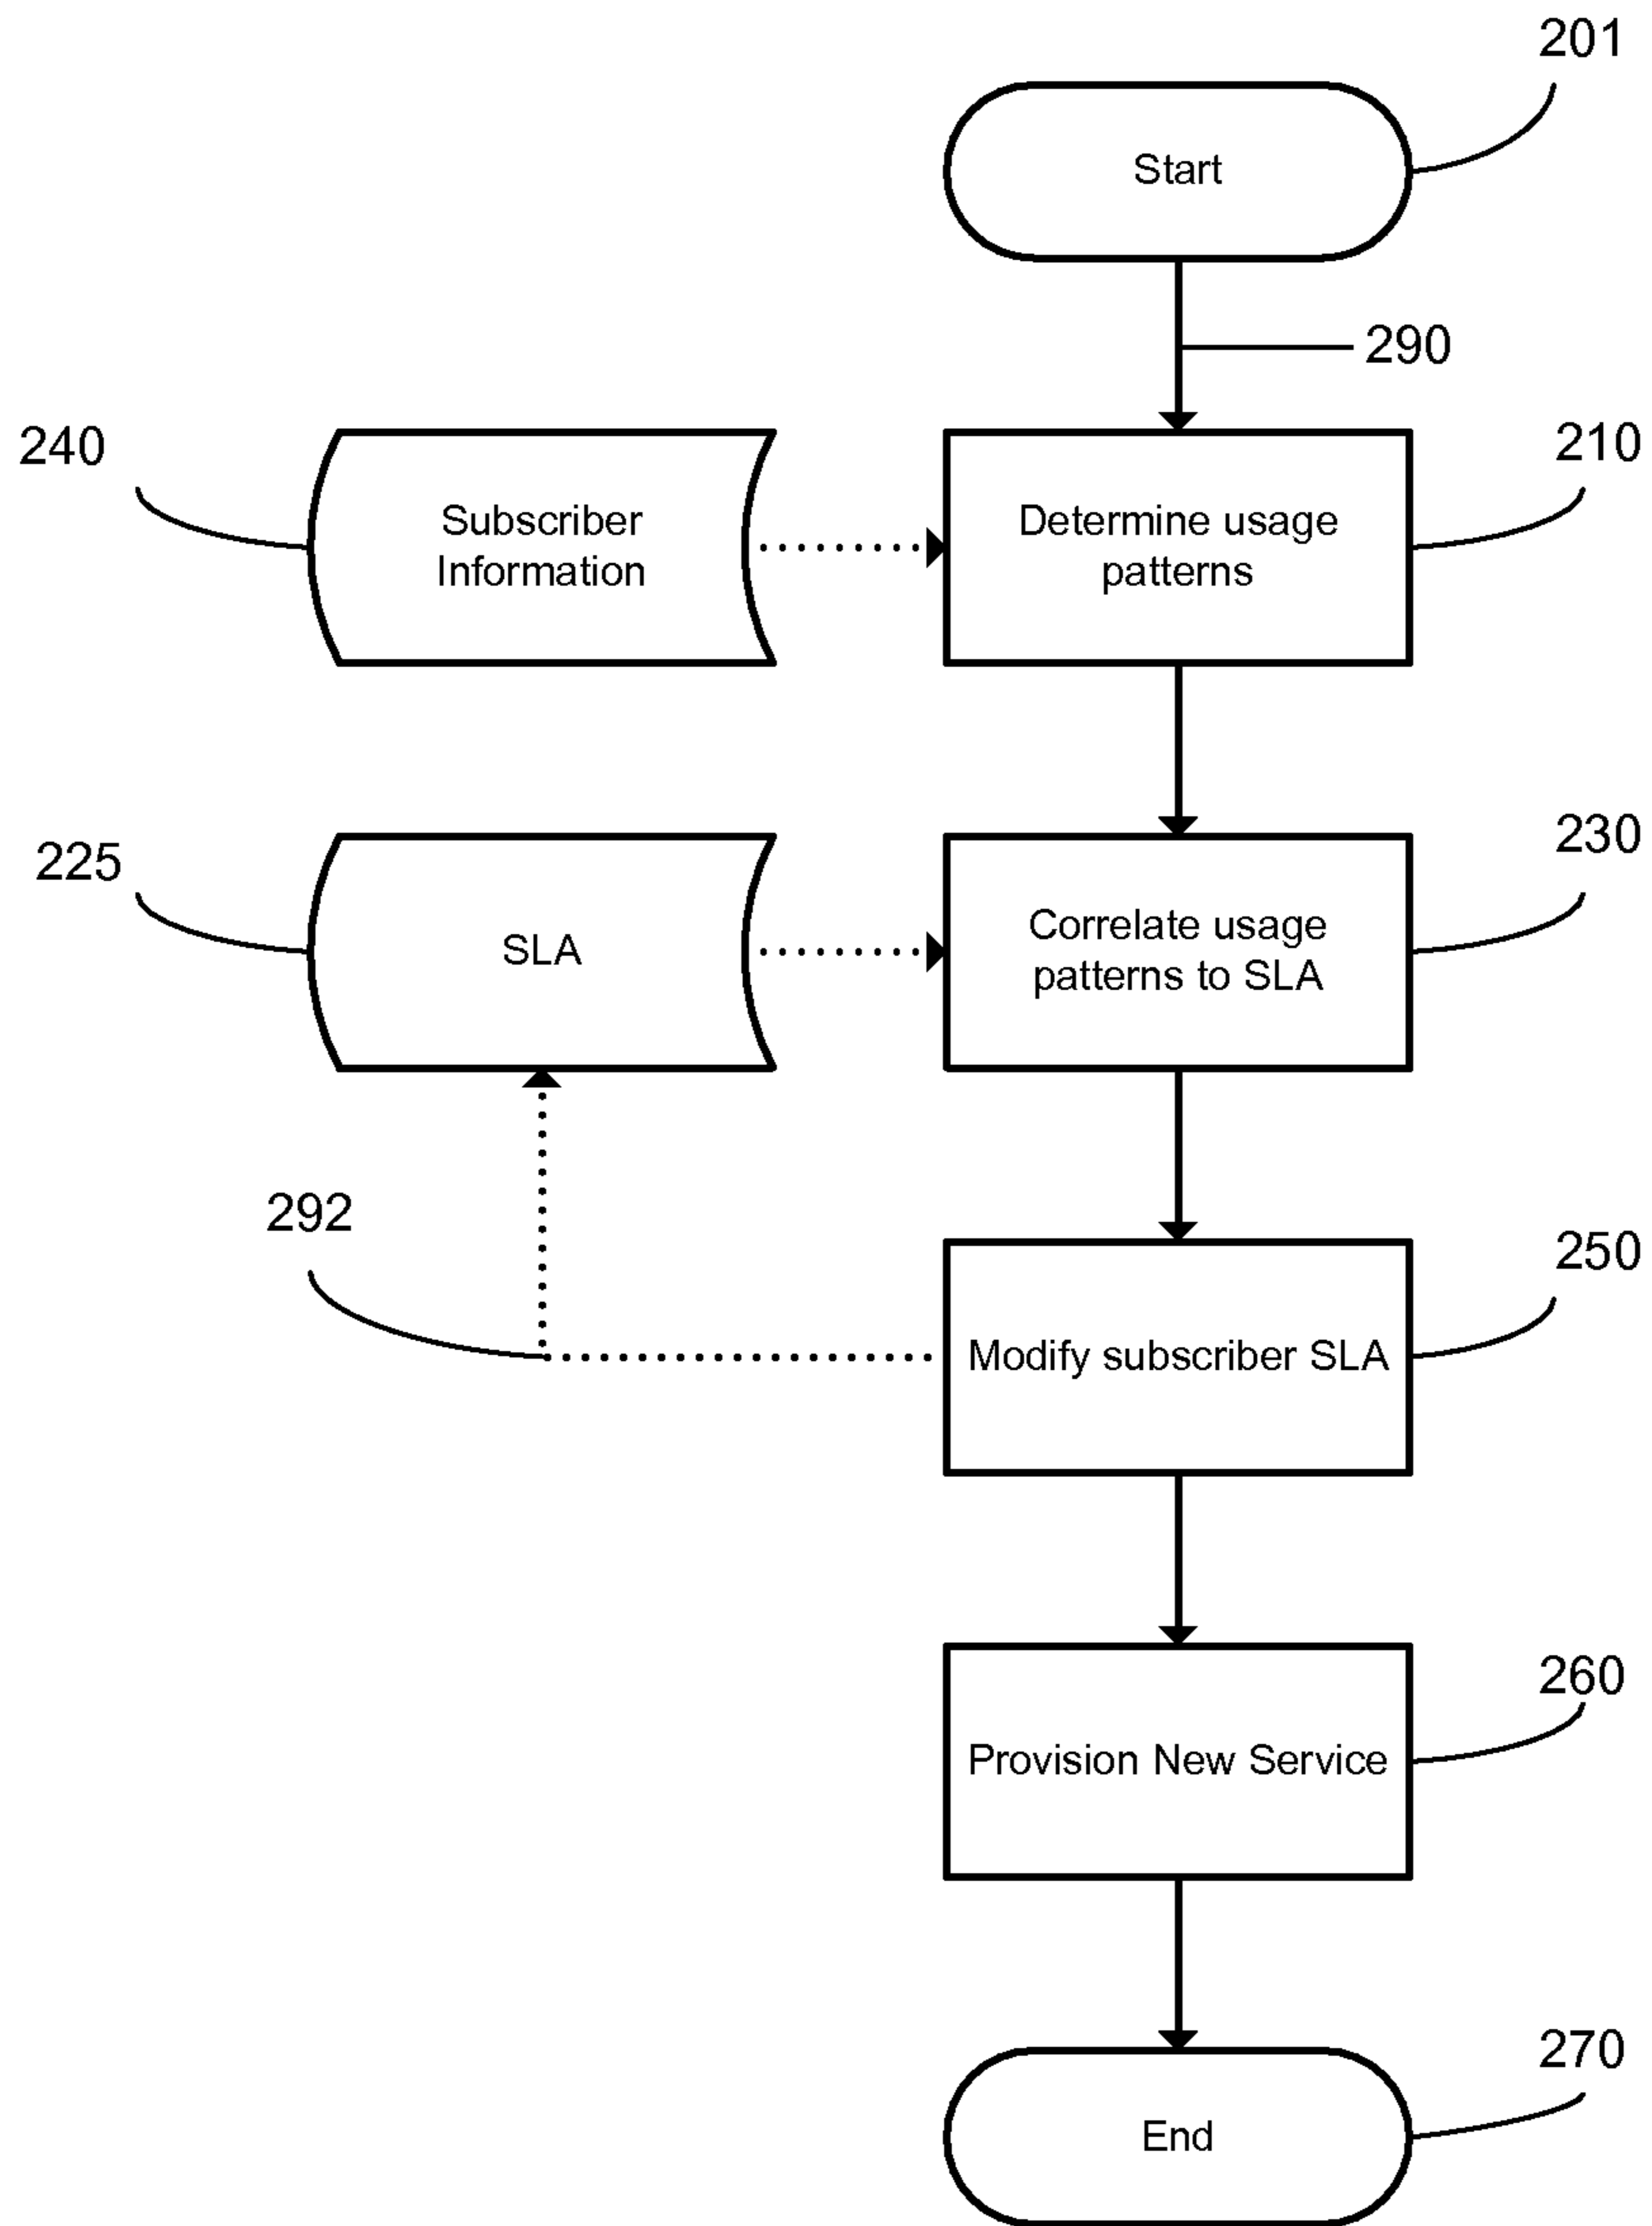 201
Start
290
240
210
Subscriber
Information
Determine usage
patterns
225
230
SLA
Correlate usage
patterns to SLA
292
250
Modify subscriber SLA
260
Provision New Service
270
End